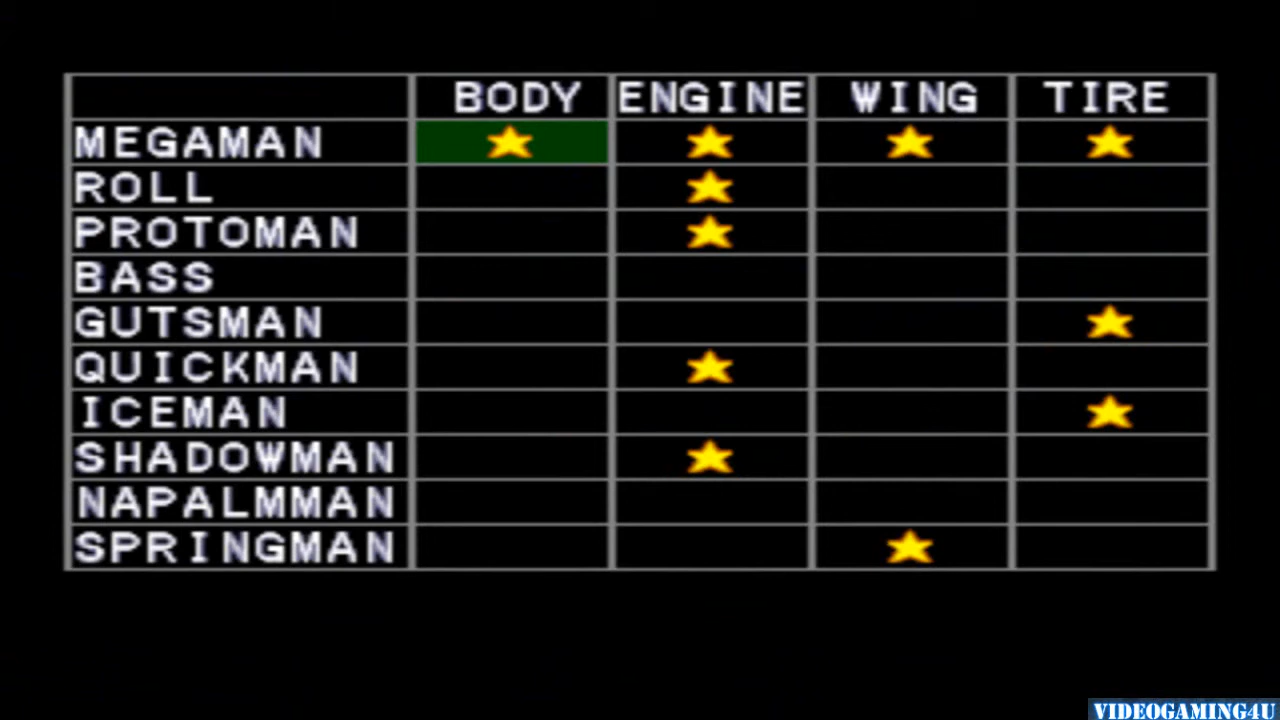 BODY ENGINE WING TIRE
MEGAMAN
ROLL
PROTOMAN
BASS
GUTSMAN
QUICKMAN
ICEMAN
SHADOWMAN
NAPALMMAN
SPRINGMAN
VIDEOGAMING4U